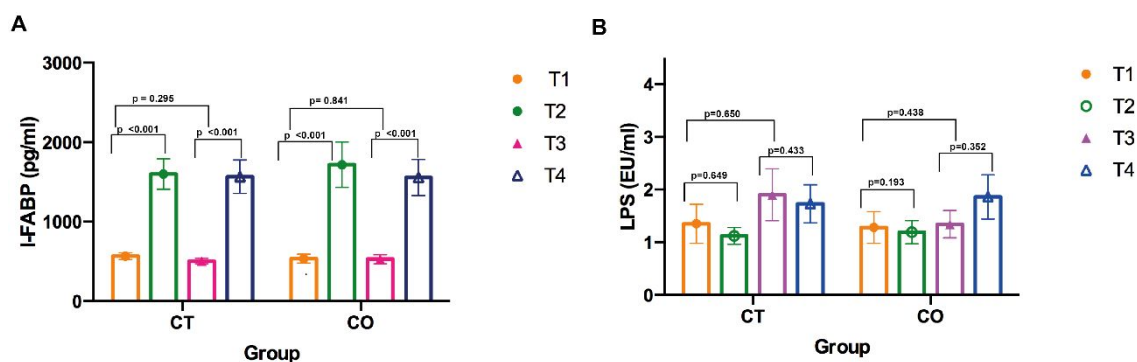 A
I-FABP (pg/ml)
3000
2000
1000
0
p = 0.295
p <0.001
p <0.001
p= 0.841
p <0.001
p <0.001
CT
CO
Group
T1
T2
T3
T4
B
LPS (EU/ml)
4
3
2
1
0
p=0.650
p=0.433
p=0.649
p=0.438
p=0.352
p=0.193
CT
CO
Group
T1
T2
T3
T4